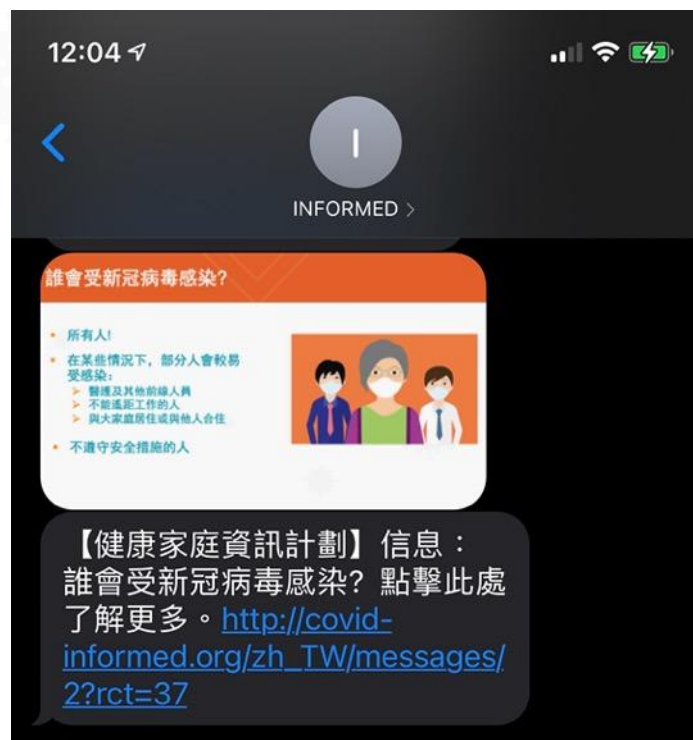 12:04
I
INFORMED >
誰會受新冠病毒感染?
• 所有人!
• 在某些情況下，部分人會較易
受感染:
➤ 醫護及其他前線人員
➤ 不能遙距工作的人
➤ 與大家庭居住或與他人合住
• 不遵守安全措施的人
【健康家庭資訊計劃】信息：
誰會受新冠病毒感染? 點擊此處
了解更多。http://covid-
informed.org/zh_TW/messages/
2?rct=37